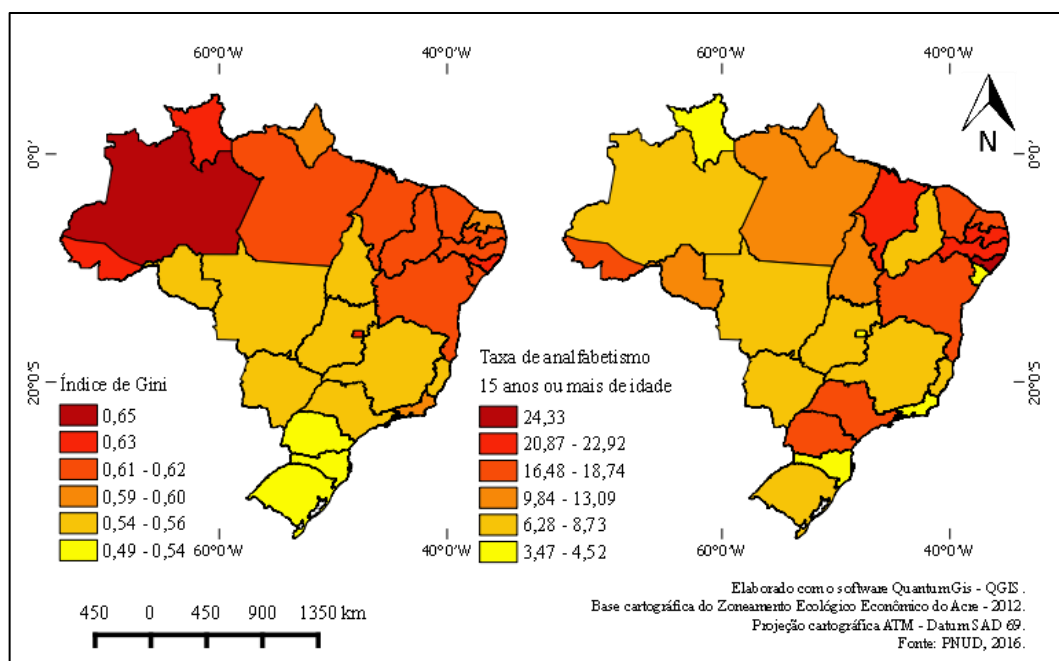 60°0'W
40°0'W
60°0'W
40°0'W
N
0°0'
0°0'
20°0'S
20°0'S
Índice de Gini
0,65
0,63
0,61 - 0,62
0,59 - 0,60
0,54 - 0,56
0,49 - 0,54
Taxa de analfabetismo
15 anos ou mais de idade
24,33
20,87 - 22,92
16,48 - 18,74
9,84 - 13,09
6,28 - 8,73
3,47 - 4,52
60°0'W
40°0'W
60°0'W
40°0'W
450 0 450 900 1350 km
Elaborado com o software QuantumGis - QGIS.
Base cartográfica do Zoneamento Ecológico Econômico do Acre - 2012.
Projeção cartográfica ATM - Datum SAD 69.
Fonte: PNUD, 2016.